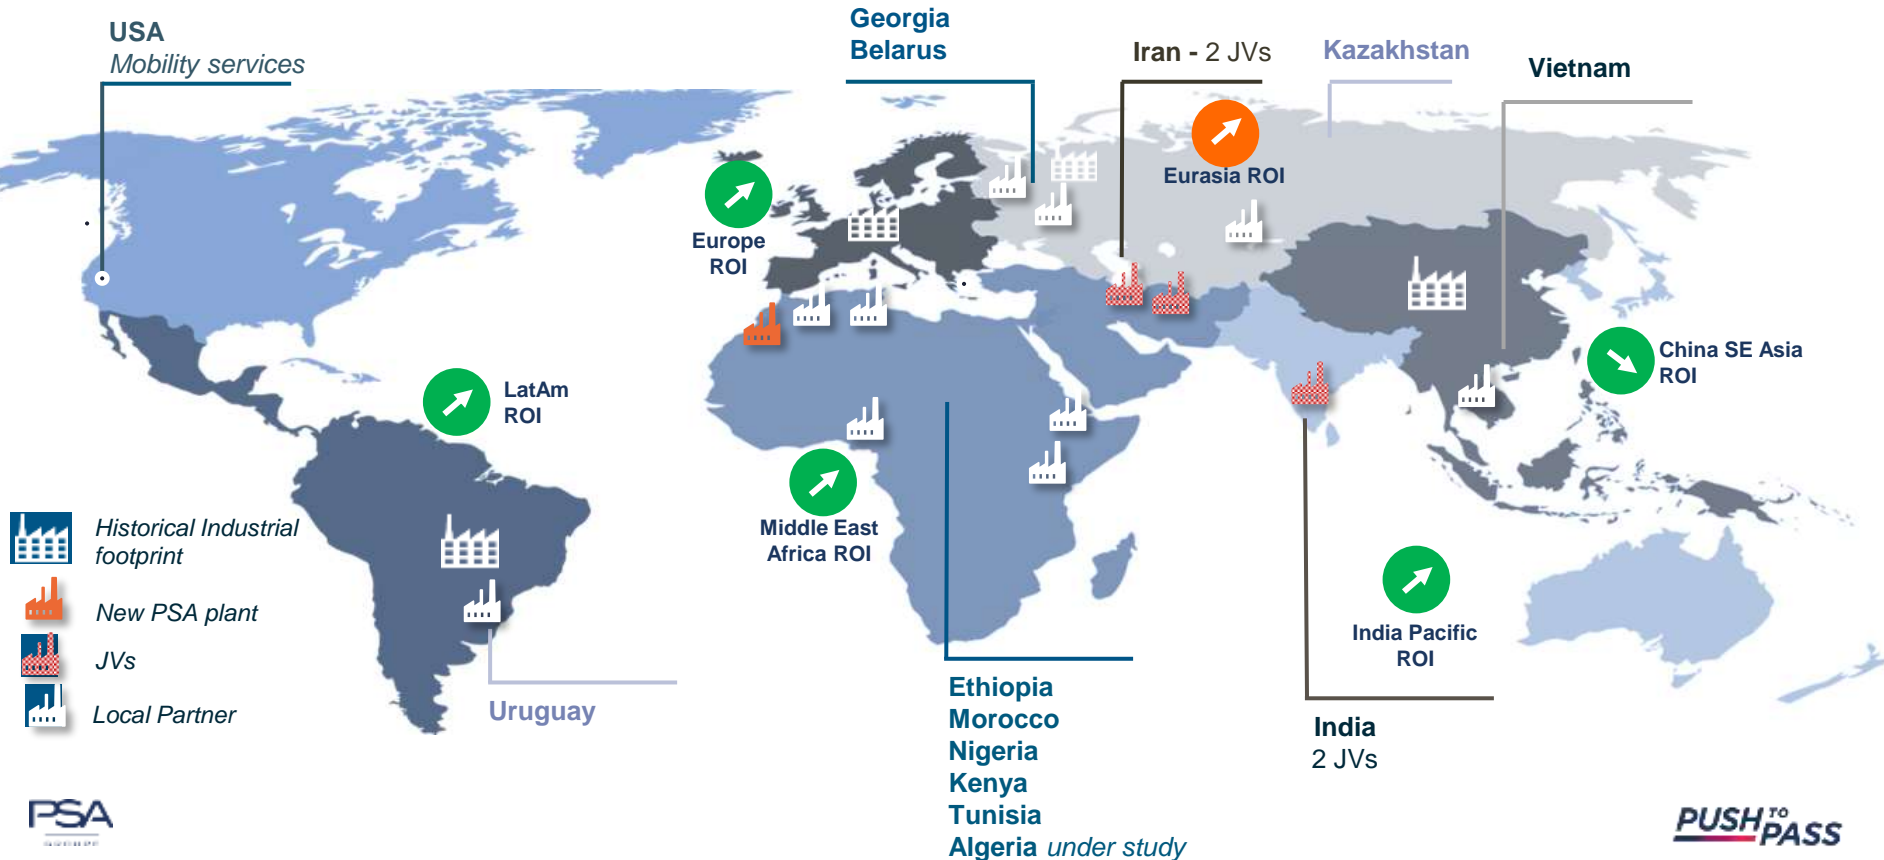 USA
Mobility services
Georgia
Belarus
Iran - 2 JVs
Kazakhstan
Vietnam
Eurasia ROI
Europe
ROI
China SE Asia
ROI
LatAm
ROI
Middle East
Africa ROI
India Pacific
ROI
Historical Industrial
footprint
New PSA plant
JVs
Local Partner
Uruguay
Ethiopia
Morocco
Nigeria
Kenya
Tunisia
Algeria under study
India
2 JVs
PSA
GROUPE
PUSH TO PASS